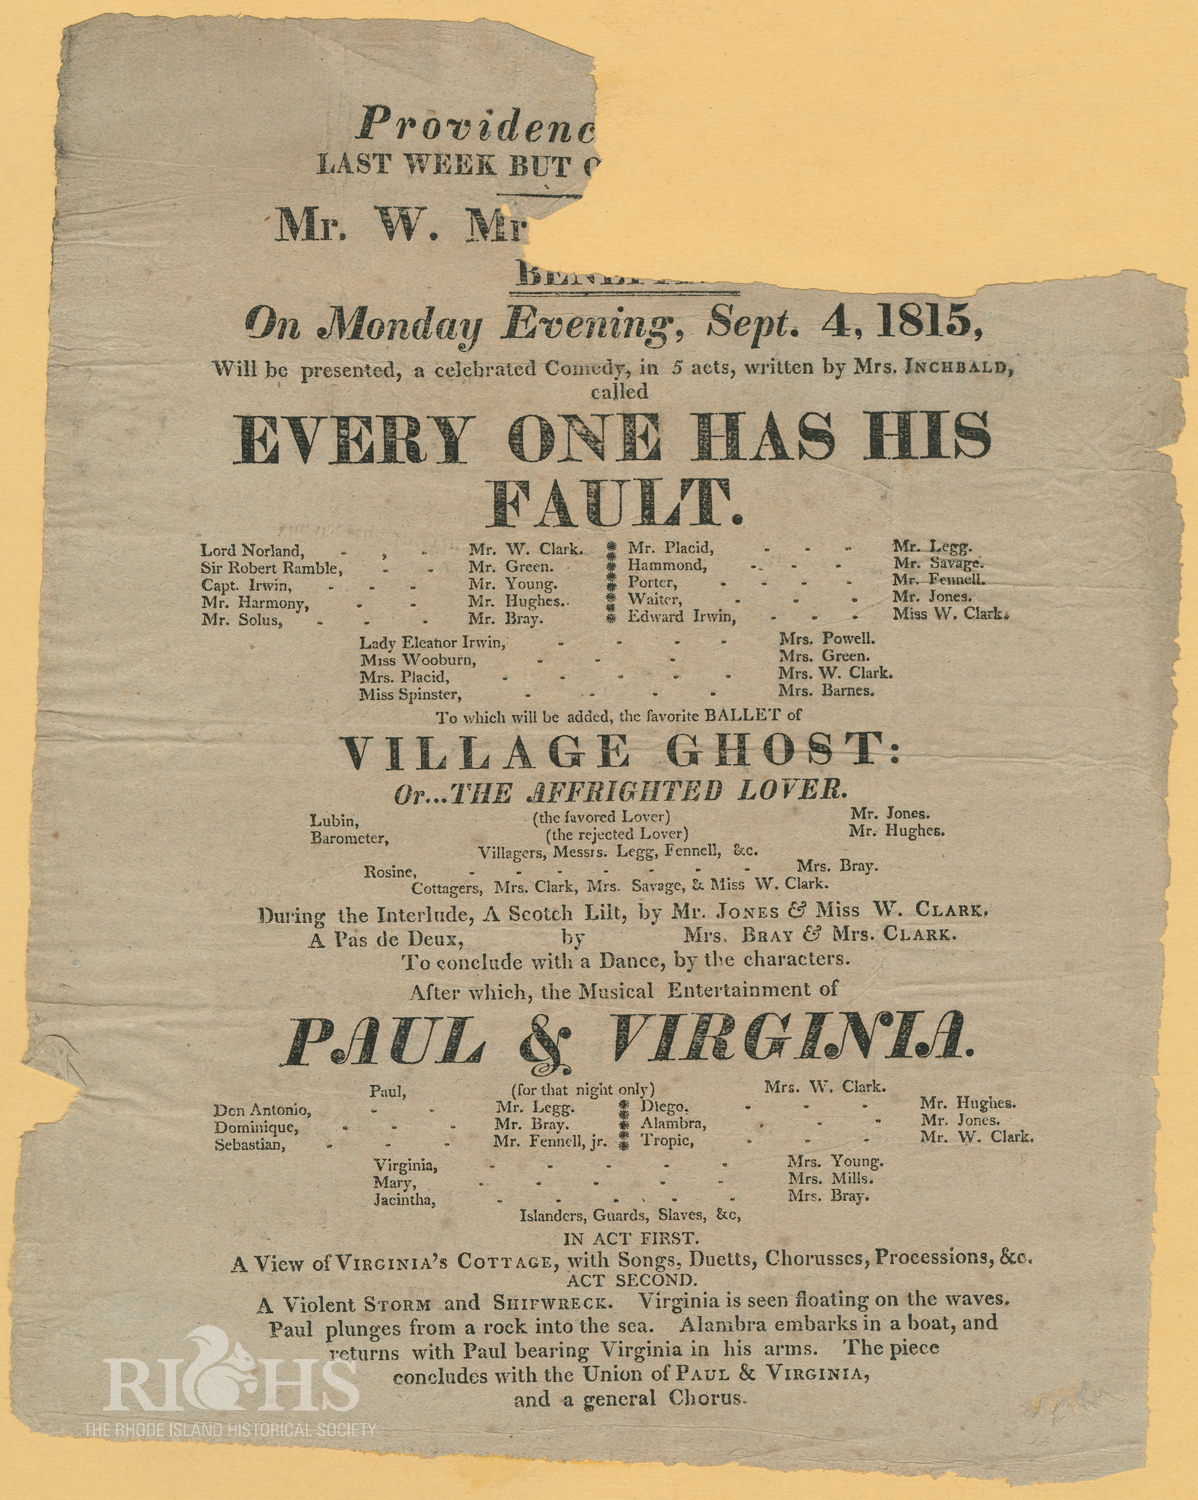 Providenc
LAST WEEK BUT
Mr. W.
On Monday Evening, Sept. 4, 1815,
Will be presented, a celebrated Comedy, in 5 acts, written by Mrs. INCHBALD,
called
EVERY ONE HAS HIS
FAULT.
Lord Norland, - , - Mr. W. Clark. Mr. Placid, - - - Mr. Legg.
Sir Robert Ramble, - - Mr. Green. Hammond, - - - Mr. Savage.
Capt. Irwin, - - - Mr. Young. Porter, - - - - Mr. Fennell.
Mr. Harmony, - - Mr. Hughes. Waiter, - - - Mr. Jones.
Mr. Solus, - - - Mr. Bray. Edward Irwin, - - - Miss W. Clark.
Lady Eleanor Irwin, - - - - Mrs. Powell.
Miss Wooburn, - - - Mrs. Green.
Mrs. Placid, - - - - - Mrs. W. Clark.
Miss Spinster, - - - - Mrs. Barnes.
To which will be added, the favorite BALLET of
VILLAGE GHOST:
Or...THE AFFRIGHTED LOVER.
Lubin, (the favored Lover) Mr. Jones.
Barometer, (the rejected Lover) Mr. Hughes.
Villagers, Messrs. Legg, Fennell, &c.
Rosine, - - - - - - - Mrs. Bray.
Cottagers, Mrs. Clark, Mrs. Savage, & Miss W. Clark.
During the Interlude, A Scotch Lilt, by Mr. JONES & Miss W. CLARK.
A Pas de Deux, by Mrs. BRAY & Mrs. CLARK.
To conclude with a Dance, by the characters.
After which, the Musical Entertainment of
PAUL & VIRGINIA.
Paul, (for that night only) Mrs. W. Clark.
Don Antonio, - - Mr. Legg. Diego, - - - Mr. Hughes.
Dominique, - - - Mr. Bray. Alambra, - - - Mr. Jones.
Sebastian, - - - Mr. Fennell, jr. Tropic, - - - Mr. W. Clark.
Virginia, - - - - - Mrs. Young.
Mary, - - - - - Mrs. Mills.
Jacintha, - - - - - Mrs. Bray.
Islanders, Guards, Slaves, &c,
IN ACT FIRST.
A View of VIRGINIA'S COTTAGE, with Songs, Duetts, Chorusses, Processions, &c.
ACT SECOND.
A Violent STORM and SHIFWRECK. Virginia is seen floating on the waves.
Paul plunges from a rock into the sea. Alambra embarks in a boat, and
returns with Paul bearing Virginia in his arms. The piece
concludes with the Union of PAUL & VIRGINIA,
and a general Chorus.
RIHS
THE RHODE ISLAND HISTORICAL SOCIETY